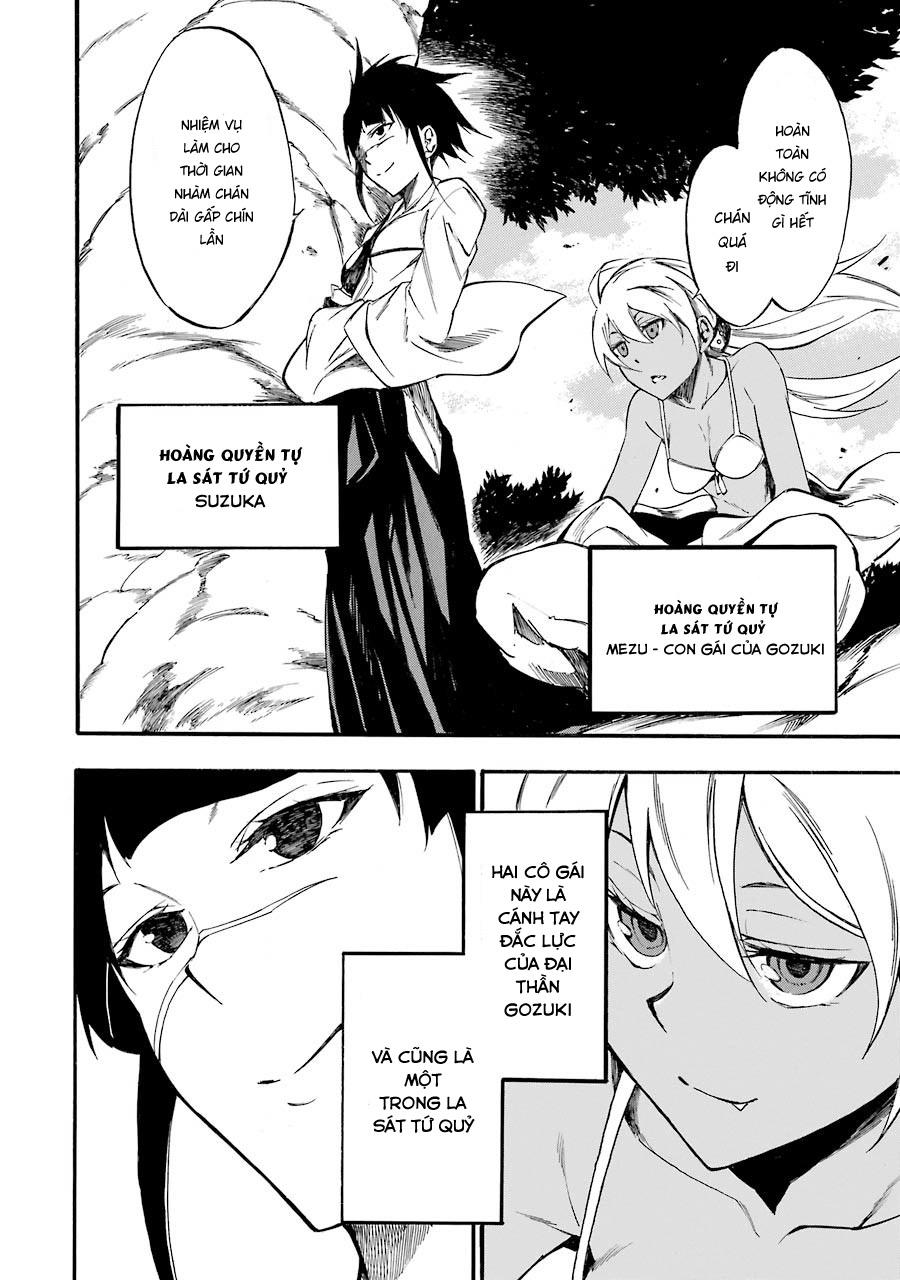 HOÀN
TOÀN
KHÔNG CÓ
ĐỘNG TĨNH
GÌ HẾT
CHÁN
QUÁ
ĐI
NHIỆM VỤ
LÀM CHO
THỜI GIAN
NHÀM CHÁN
DÀI GẤP CHÍN
LẦN
HOÀNG QUYỀN TỰ
LA SÁT TỨ QUỶ
SUZUKA
HOÀNG QUYỀN TỰ
LA SÁT TỨ QUỶ
MEZU - CON GÁI CỦA GOZUKI
HAI CÔ GÁI
NÀY LÀ
CÁNH TAY
ĐẮC LỰC
CỦA ĐẠI
THẦN
GOZUKI
VÀ CŨNG LÀ
MỘT
TRONG LA
SÁT TỨ QUỶ